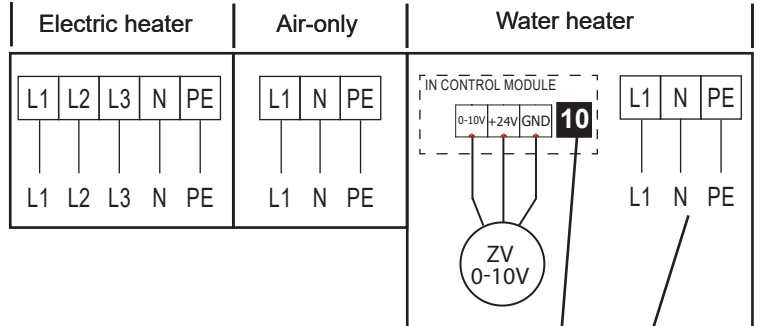 Electric heater
Air-only
Water heater
L1 L2 L3 N PE
L1 L2 L3 N PE
L1 N PE
L1 N PE
IN CONTROL MODULE
0-10V +24V GND 10
ZV
0-10V
L1 N PE
L1 N PE